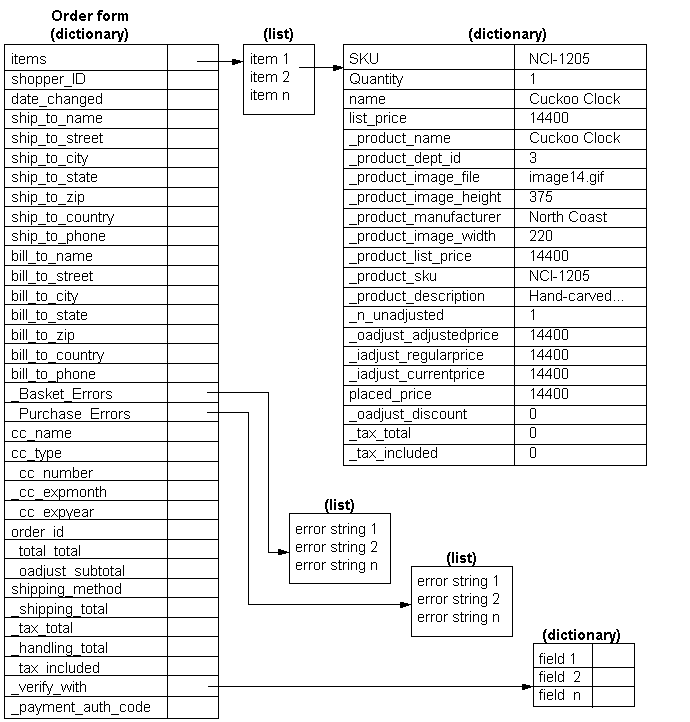 Order form
(dictionary)
items
shopper_ID
date_changed
ship_to_name
ship_to_street
ship_to_city
ship_to_state
ship_to_zip
ship_to_country
ship_to_phone
bill_to_name
bill_to_street
bill_to_city
bill_to_state
bill_to_zip
bill_to_country
bill_to_phone
_Basket_Errors
_Purchase_Errors
cc_name
cc_type
_cc_number
_cc_expmonth
_cc_expyear
order_id
_total_total
_oadjust_subtotal
shipping_method
_shipping_total
_tax_total
_handling_total
_tax_included
_verify_with
_payment_auth_code
(list)
item 1
item 2
item n
(dictionary)
SKU NCI-1205
Quantity 1
name Cuckoo Clock
list_price 14400
_product_name Cuckoo Clock
_product_dept_id 3
_product_image_file image14.gif
_product_image_height 375
_product_manufacturer North Coast
_product_image_width 220
_product_list_price 14400
_product_sku NCI-1205
_product_description Hand-carved...
_n_unadjusted 1
_oadjust_adjustedprice 14400
_iadjust_regularprice 14400
_iadjust_currentprice 14400
placed_price 14400
_oadjust_discount 0
_tax_total 0
_tax_included 0
(list)
error string 1
error string 2
error string n
(list)
error string 1
error string 2
error string n
(dictionary)
field 1
field 2
field n